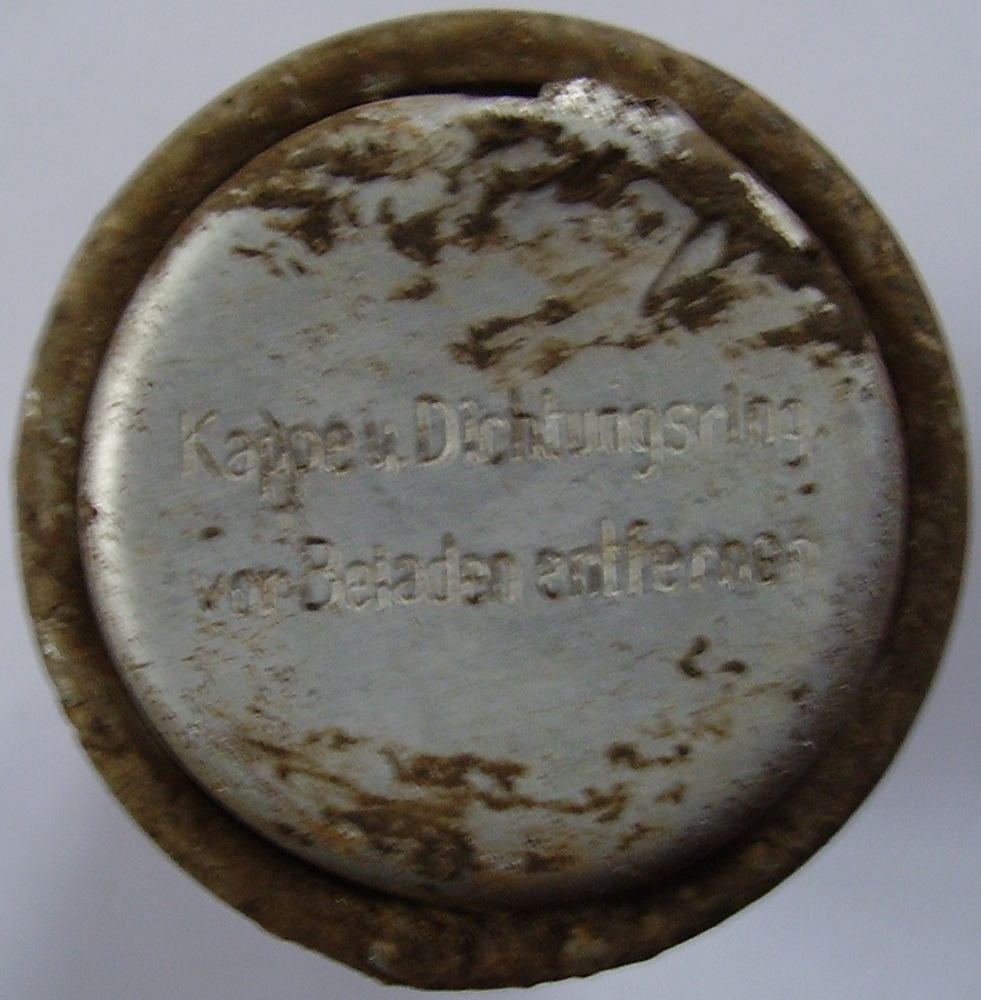 Kappe u. Dichtungsring
vor Beladen entfernen